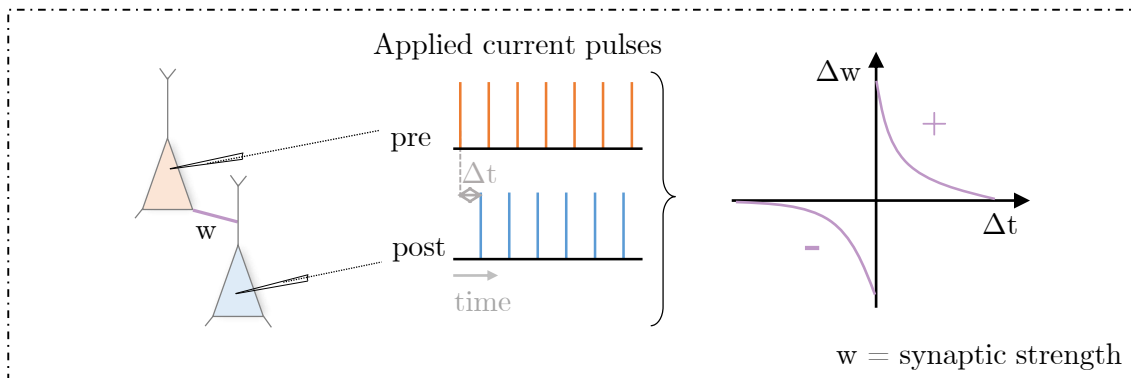 Applied current pulses
pre
Δt
post
time
w
Δw
+
-
Δt
w = synaptic strength